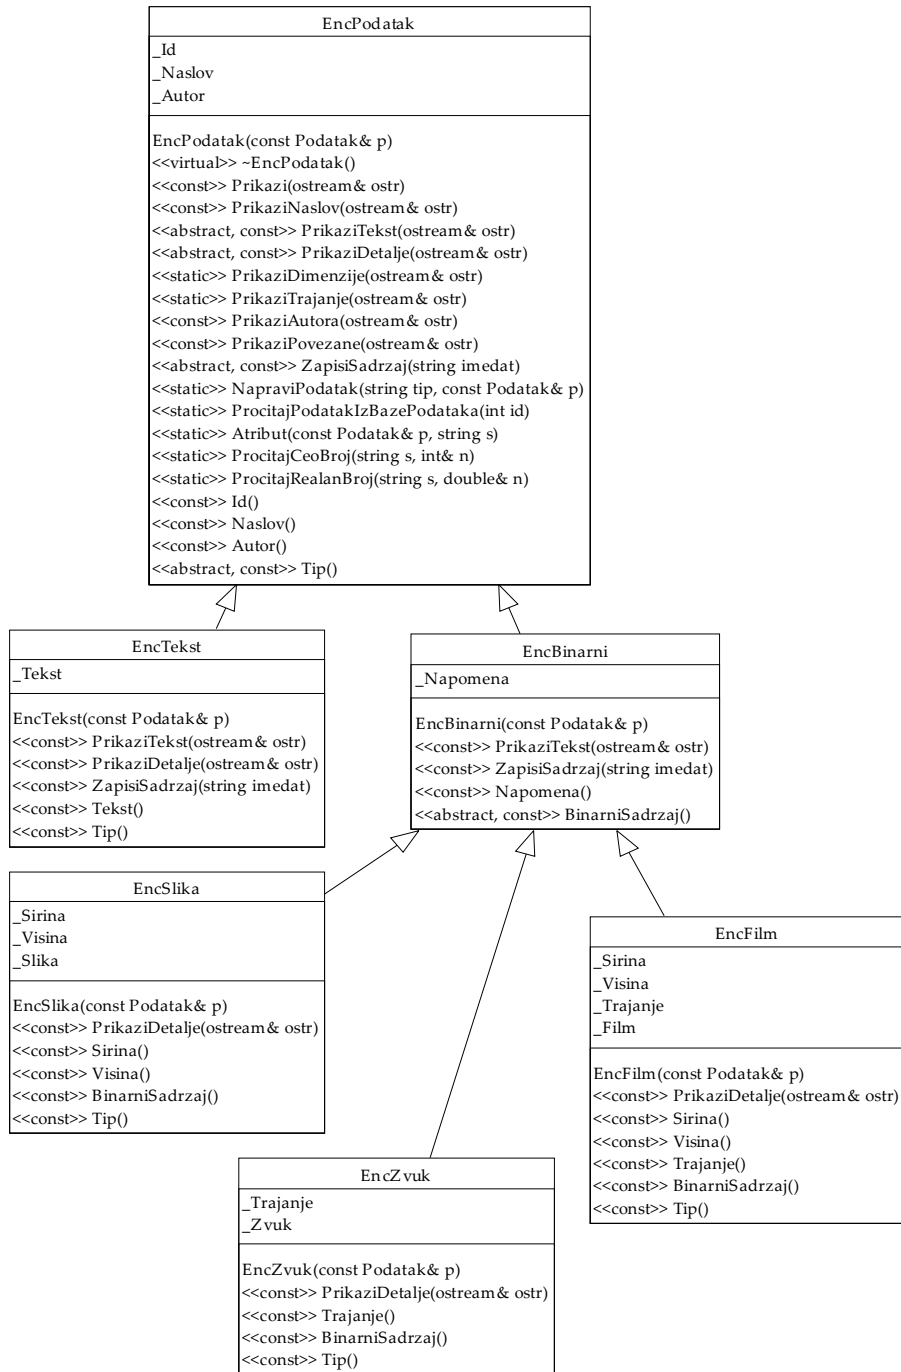 EncPodatak
_Id
_Naslov
_Autor
EncPodatak(const Podatak& p)
<<virtual>> ~EncPodatak()
<<const>> Prikazi(ostream& ostr)
<<const>> PrikaziNaslov(ostream& ostr)
<<abstract, const>> PrikaziTekst(ostream& ostr)
<<abstract, const>> PrikaziDetalje(ostream& ostr)
<<static>> PrikaziDimenzije(ostream& ostr)
<<static>> PrikaziTrajanje(ostream& ostr)
<<const>> PrikaziAutora(ostream& ostr)
<<const>> PrikaziPovezane(ostream& ostr)
<<abstract, const>> ZapisiSadrzaj(string imedat)
<<static>> NapraviPodatak(string tip, const Podatak& p)
<<static>> ProcitajPodatakIzBazePodataka(int id)
<<static>> Atribut(const Podatak& p, string s)
<<static>> ProcitajCeoBroj(string s, int& n)
<<static>> ProcitajRealanBroj(string s, double& n)
<<const>> Id()
<<const>> Naslov()
<<const>> Autor()
<<abstract, const>> Tip()
EncTekst
_Tekst
EncTekst(const Podatak& p)
<<const>> PrikaziTekst(ostream& ostr)
<<const>> PrikaziDetalje(ostream& ostr)
<<const>> ZapisiSadrzaj(string imedat)
<<const>> Tekst()
<<const>> Tip()
EncBinarni
_Napomena
EncBinarni(const Podatak& p)
<<const>> PrikaziTekst(ostream& ostr)
<<const>> ZapisiSadrzaj(string imedat)
<<const>> Napomena()
<<abstract, const>> BinarniSadrzaj()
EncSlika
_Sirina
_Visina
_Slika
EncSlika(const Podatak& p)
<<const>> PrikaziDetalje(ostream& ostr)
<<const>> Sirina()
<<const>> Visina()
<<const>> BinarniSadrzaj()
<<const>> Tip()
EncFilm
_Sirina
_Visina
_Trajanje
_Film
EncFilm(const Podatak& p)
<<const>> PrikaziDetalje(ostream& ostr)
<<const>> Sirina()
<<const>> Visina()
<<const>> Trajanje()
<<const>> BinarniSadrzaj()
<<const>> Tip()
EncZvuk
_Trajanje
_Zvuk
EncZvuk(const Podatak& p)
<<const>> PrikaziDetalje(ostream& ostr)
<<const>> Trajanje()
<<const>> BinarniSadrzaj()
<<const>> Tip()